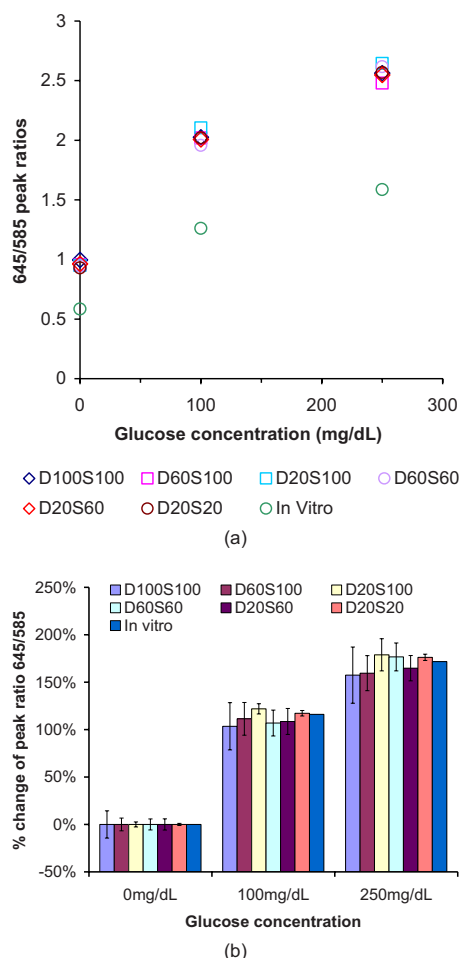 3
2.5
2
1.5
1
0.5
0
645/585 peak ratios
0 100 200 300
Glucose concentration (mg/dL)
D100S100 D60S100 D20S100 D60S60
D20S60 D20S20 In Vitro
(a)
250%
200%
150%
100%
50%
0%
-50%
% change of peak ratio 645/585
D100S100 D60S100 D20S100
D60S60 D20S60 D20S20
In vitro
0mg/dL 100mg/dL 250mg/dL
Glucose concentration
(b)